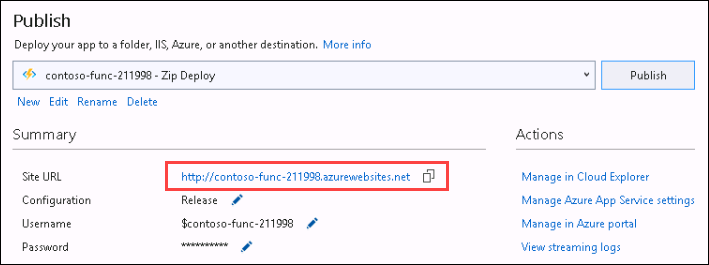 Publish
Deploy your app to a folder, IIS, Azure, or another destination. More info
contoso-func-211998 - Zip Deploy Publish
New Edit Rename Delete
Summary Actions
Site URL http://contoso-func-211998.azurewebsites.net Manage in Cloud Explorer
Configuration Release Manage Azure App Service settings
Username $contoso-func-211998 Manage in Azure portal
Password ********** View streaming logs